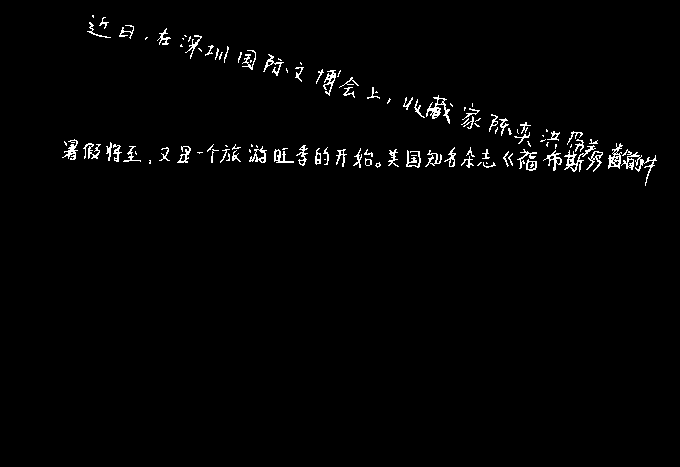 近日，在深圳国际文博会上，收藏家陈奕洪
暑假将至，又是一个旅游旺季的开始。美国知名杂志《福布斯